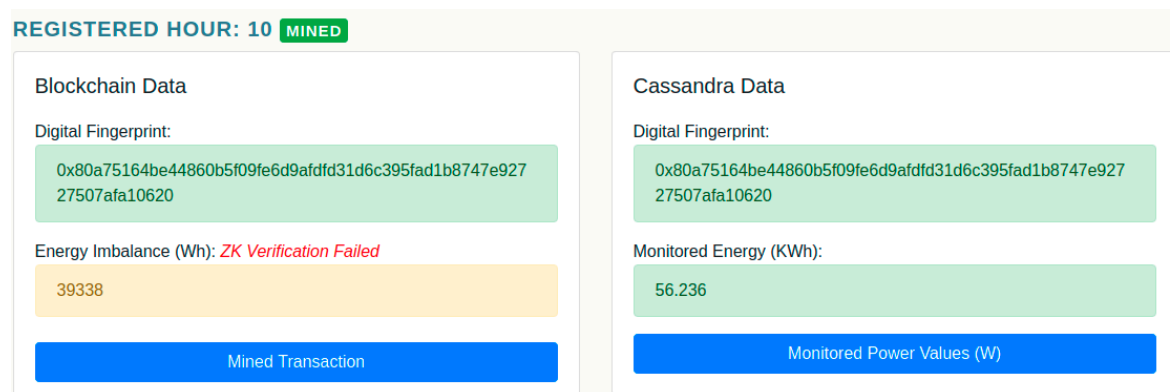 REGISTERED HOUR: 10 MINED
Blockchain Data
Digital Fingerprint:
0x80a75164be44860b5f09fe6d9afdfd31d6c395fad1b8747e927
27507afa10620
Energy Imbalance (Wh): ZK Verification Failed
39338
Mined Transaction
Cassandra Data
Digital Fingerprint:
0x80a75164be44860b5f09fe6d9afdfd31d6c395fad1b8747e927
27507afa10620
Monitored Energy (KWh):
56.236
Monitored Power Values (W)